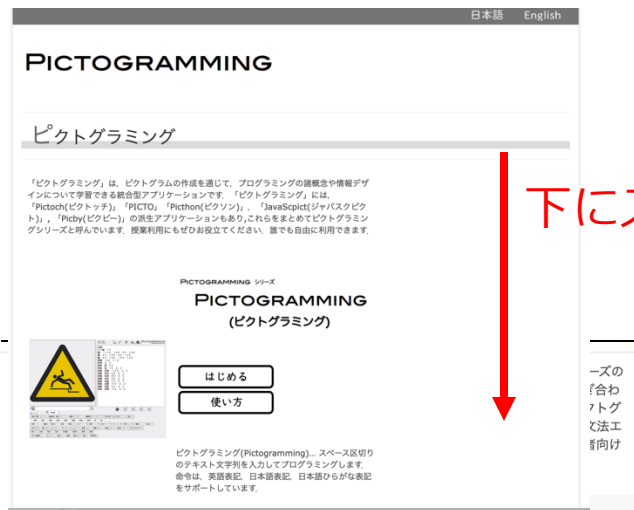 日本語 English
PICTOGRAMMING
ピクトグラミング
「ピクトグラミング」は、ピクトグラムの作成を通じて、プログラミングの諸概念や情報デザ
インについて学習できる統合型アプリケーションです。「ピクトグラミング」には、
「Pictoch(ピクトッチ)」「PICTO」「Picthon(ピクソン)」、「JavaScpict(ジャバスクピク
ト)」，「Picby(ピクビー)」の派生アプリケーションもあり,これらをまとめてピクトグラミン
グシリーズと呼んでいます. 授業利用にもぜひお役立てください. 誰でも自由に利用できます.
下にス
PICTOGRAMMING シリーズ
PICTOGRAMMING
(ピクトグラミング)
はじめる
使い方
ピクトグラミング(Pictogramming)... スペース区切り
のテキスト文字列を入力してプログラミングします.
命令は、英語表記、日本語表記、日本語ひらがな表記
をサポートしています.
ーズの
ぎ合わ
クトグ
文法エ
者向け